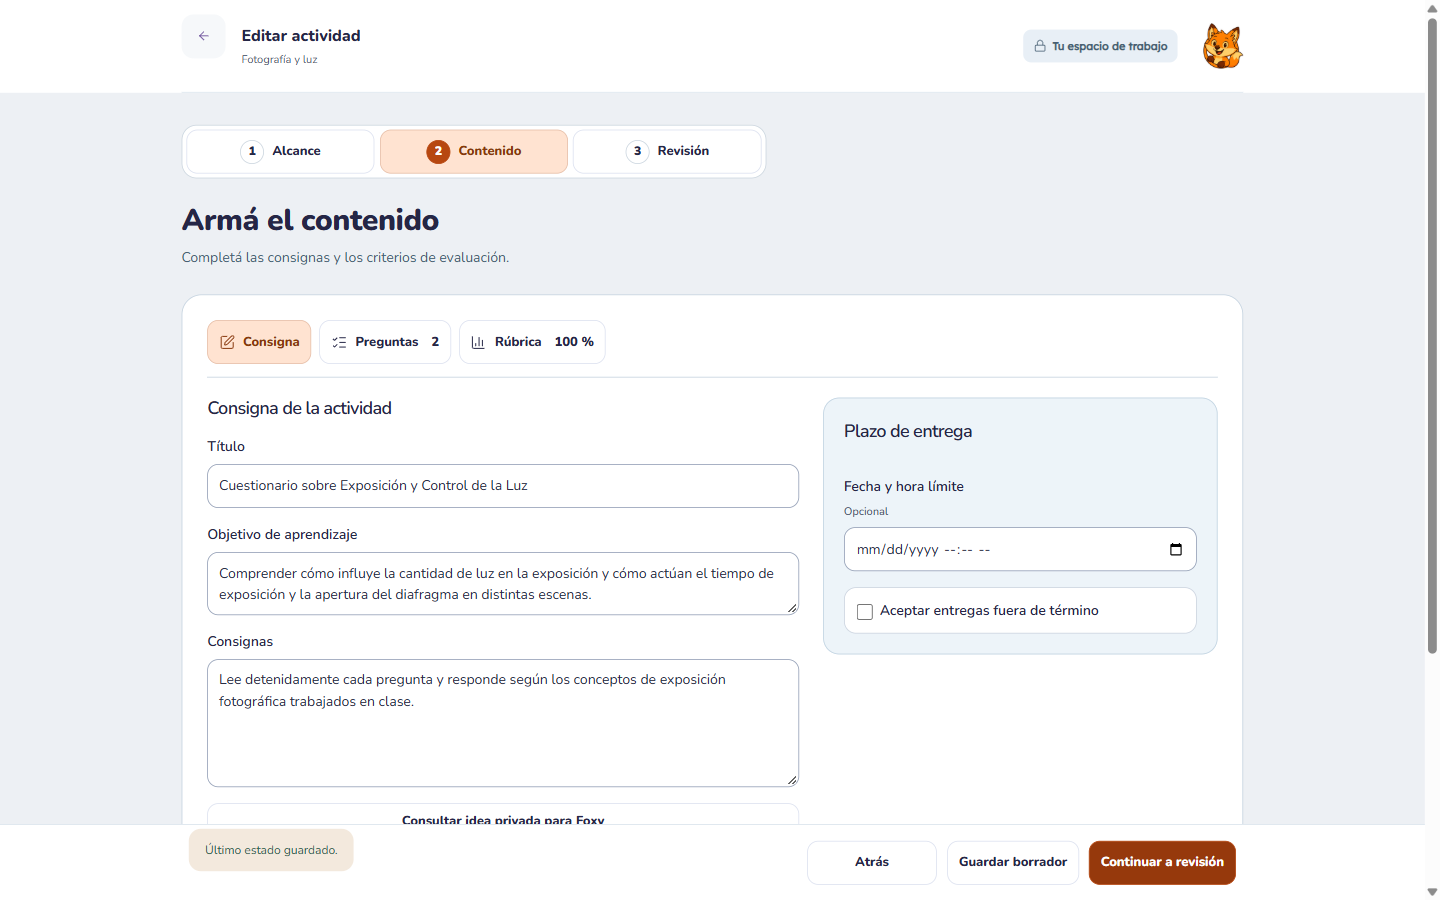 Editar actividad
Fotografía y luz
Tu espacio de trabajo
1 Alcance
2 Contenido
3 Revisión
Armá el contenido
Completá las consignas y los criterios de evaluación.
Consigna
Preguntas 2
Rúbrica 100 %
Consigna de la actividad
Título
Cuestionario sobre Exposición y Control de la Luz
Objetivo de aprendizaje
Comprender cómo influye la cantidad de luz en la exposición y cómo actúan el tiempo de
exposición y la apertura del diafragma en distintas escenas.
Consignas
Lee detenidamente cada pregunta y responde según los conceptos de exposición
fotográfica trabajados en clase.
Consultar idea privada para Foxy
Plazo de entrega
Fecha y hora límite
Opcional
mm/dd/yyyy --:-- --
Aceptar entregas fuera de término
Último estado guardado.
Atrás
Guardar borrador
Continuar a revisión